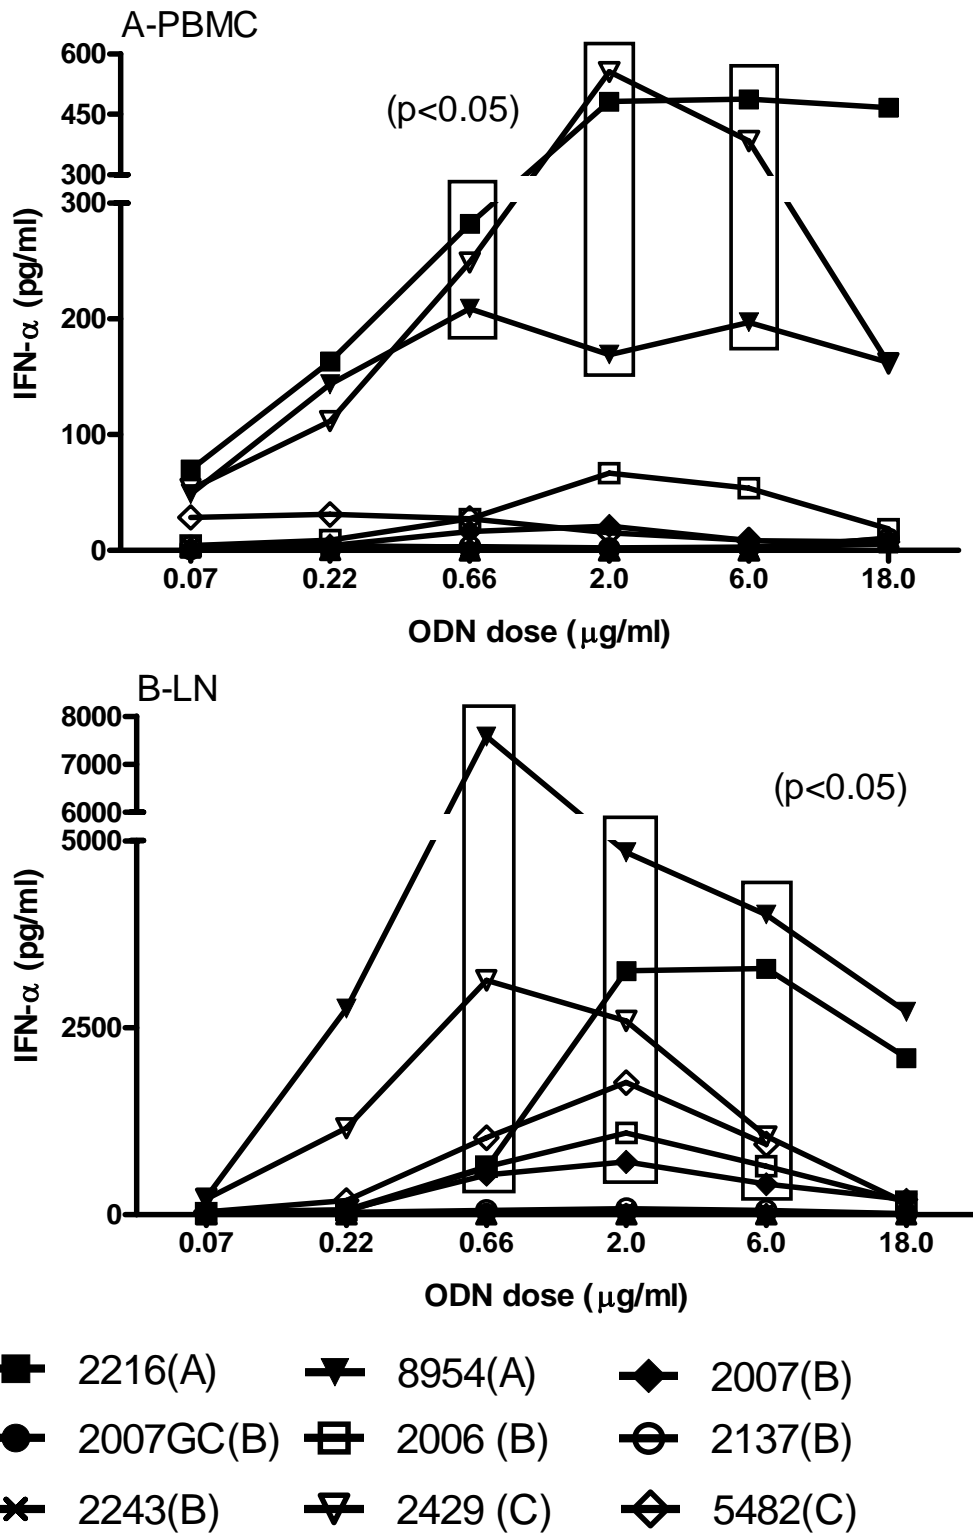 A-PBMC
600
(p<0.05)
450
300
300
200
100
0
IFN-α (pg/ml)
0.07 0.22 0.66 2.0 6.0 18.0
ODN dose (μg/ml)
B-LN
8000
(p<0.05)
7000
6000
5000
2500
0
IFN-α (pg/ml)
0.07 0.22 0.66 2.0 6.0 18.0
ODN dose (μg/ml)
2216(A) 8954(A) 2007(B)
2007GC(B) 2006 (B) 2137(B)
2243(B) 2429 (C) 5482(C)